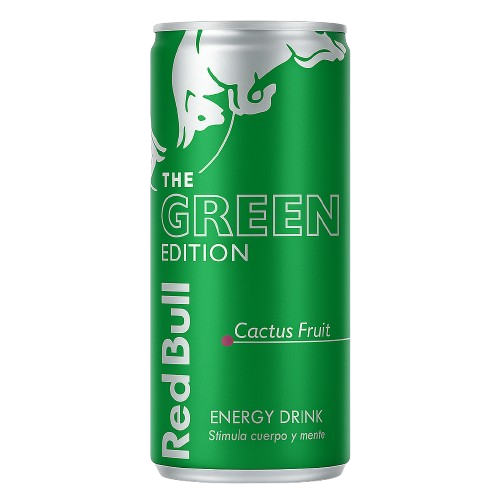 THE
GREEN
EDITION
Red Bull
Cactus Fruit
ENERGY DRINK
Stimula cuerpo y mente